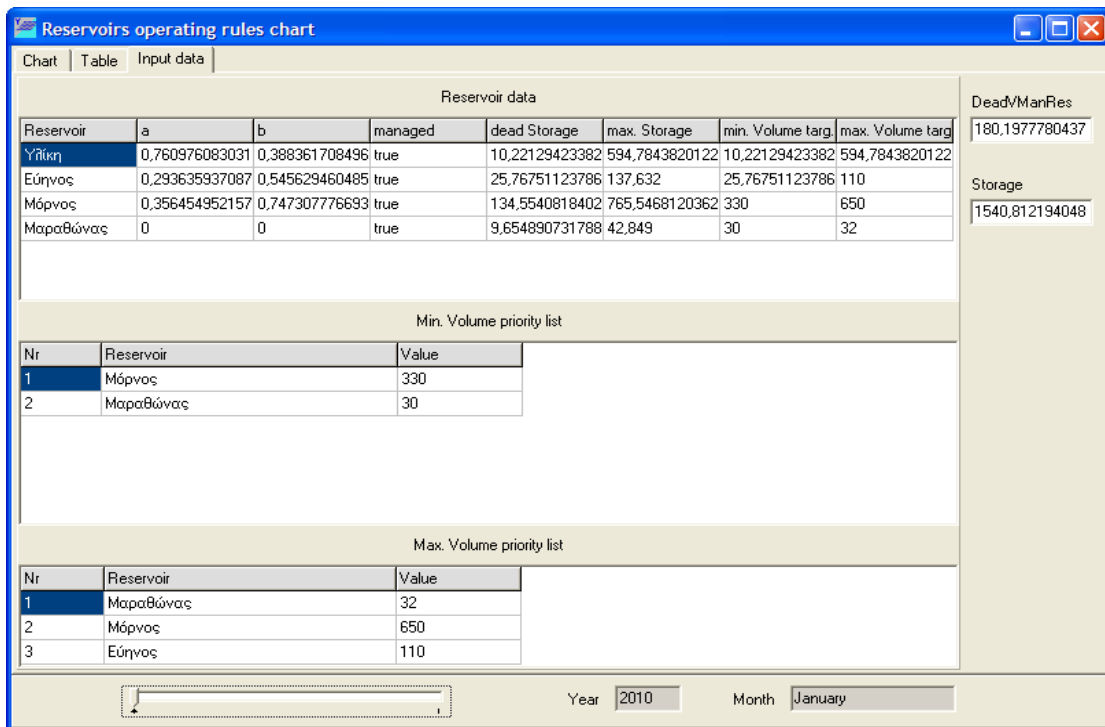 Reservoirs operating rules chart
Chart Table Input data
Reservoir data
DeadVManRes
180,1977780437
Storage
1540,812194048
Reservoir a b managed dead Storage max. Storage min. Volume targ. max. Volume targ
Υλίκη 0,760976083031 0,388361708496 true 10,22129423382 594,7843820122 10,22129423382 594,7843820122
Εύηνος 0,293635937087 0,545629460485 true 25,76751123786 137,632 25,76751123786 110
Μόρνος 0,356454952157 0,747307776693 true 134,5540818402 765,5468120362 330 650
Μαραθώνας 0 0 true 9,654890731788 42,849 30 32
Min. Volume priority list
Nr Reservoir Value
1 Μόρνος 330
2 Μαραθώνας 30
Max. Volume priority list
Nr Reservoir Value
1 Μαραθώνας 32
2 Μόρνος 650
3 Εύηνος 110
Year 2010 Month January